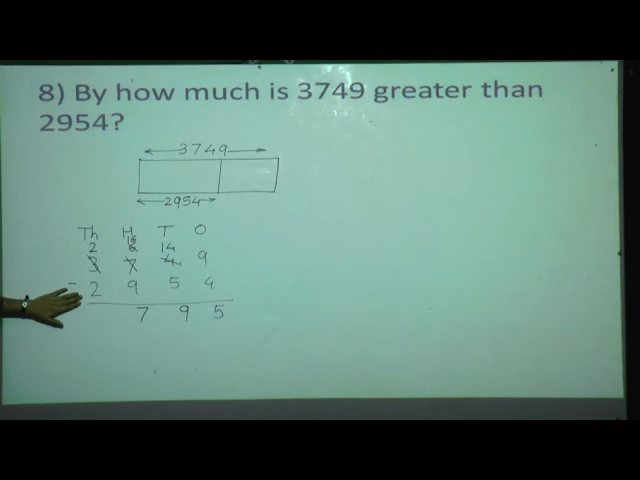 8) By how much is 3749 greater than
2954?
3749
2954
Th H T O
2 16 14
6
3 7 4 9
- 2 9 5 4
7 9 5